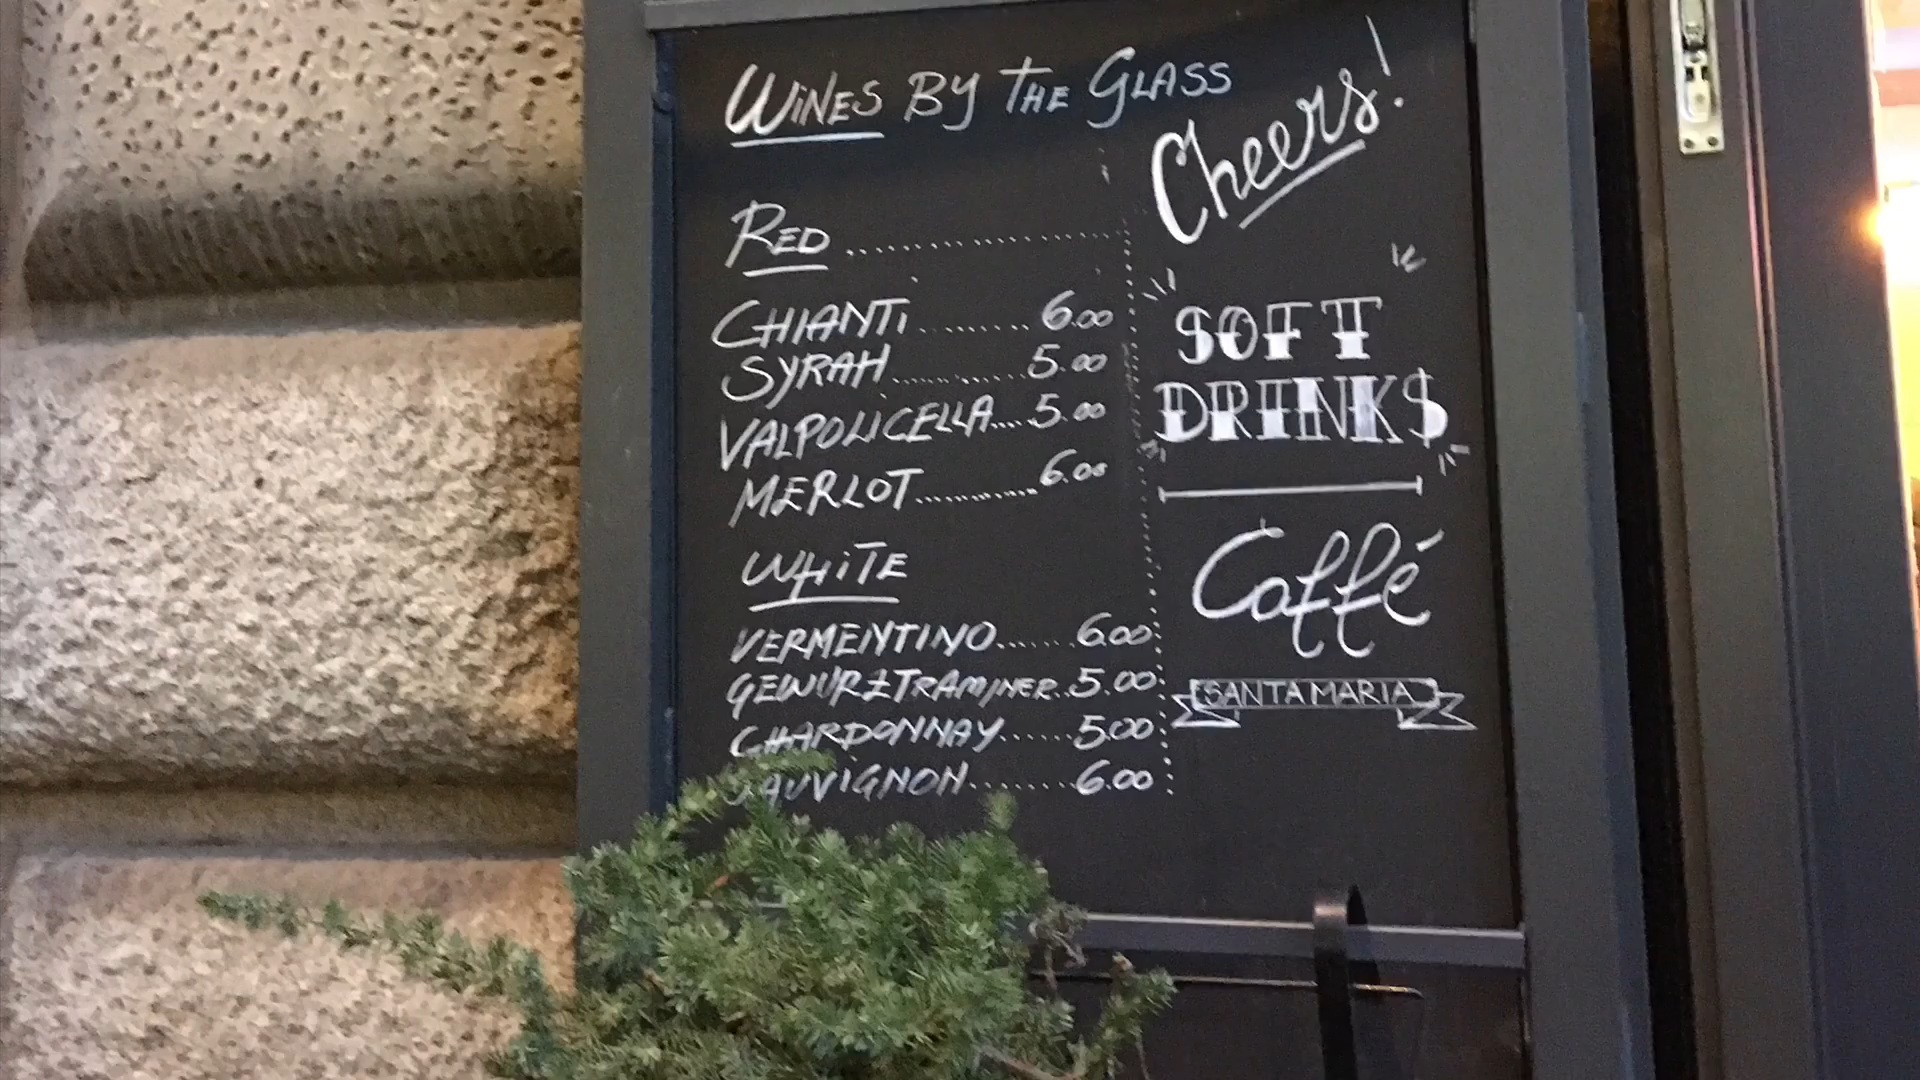 WINES BY THE GLASS
Cheers!
RED
CHIANTI ......... 6.00
SYRAH ............ 5.00
VALPOLICELLA .... 5.00
MERLOT ............ 6.00
WHITE
VERMENTINO ...... 6.00
GEWURZTRAMINER .. 5.00
CHARDONNAY ...... 5.00
SAUVIGNON ....... 6.00
SOFT
DRINKS
Caffé
SANTA MARIA